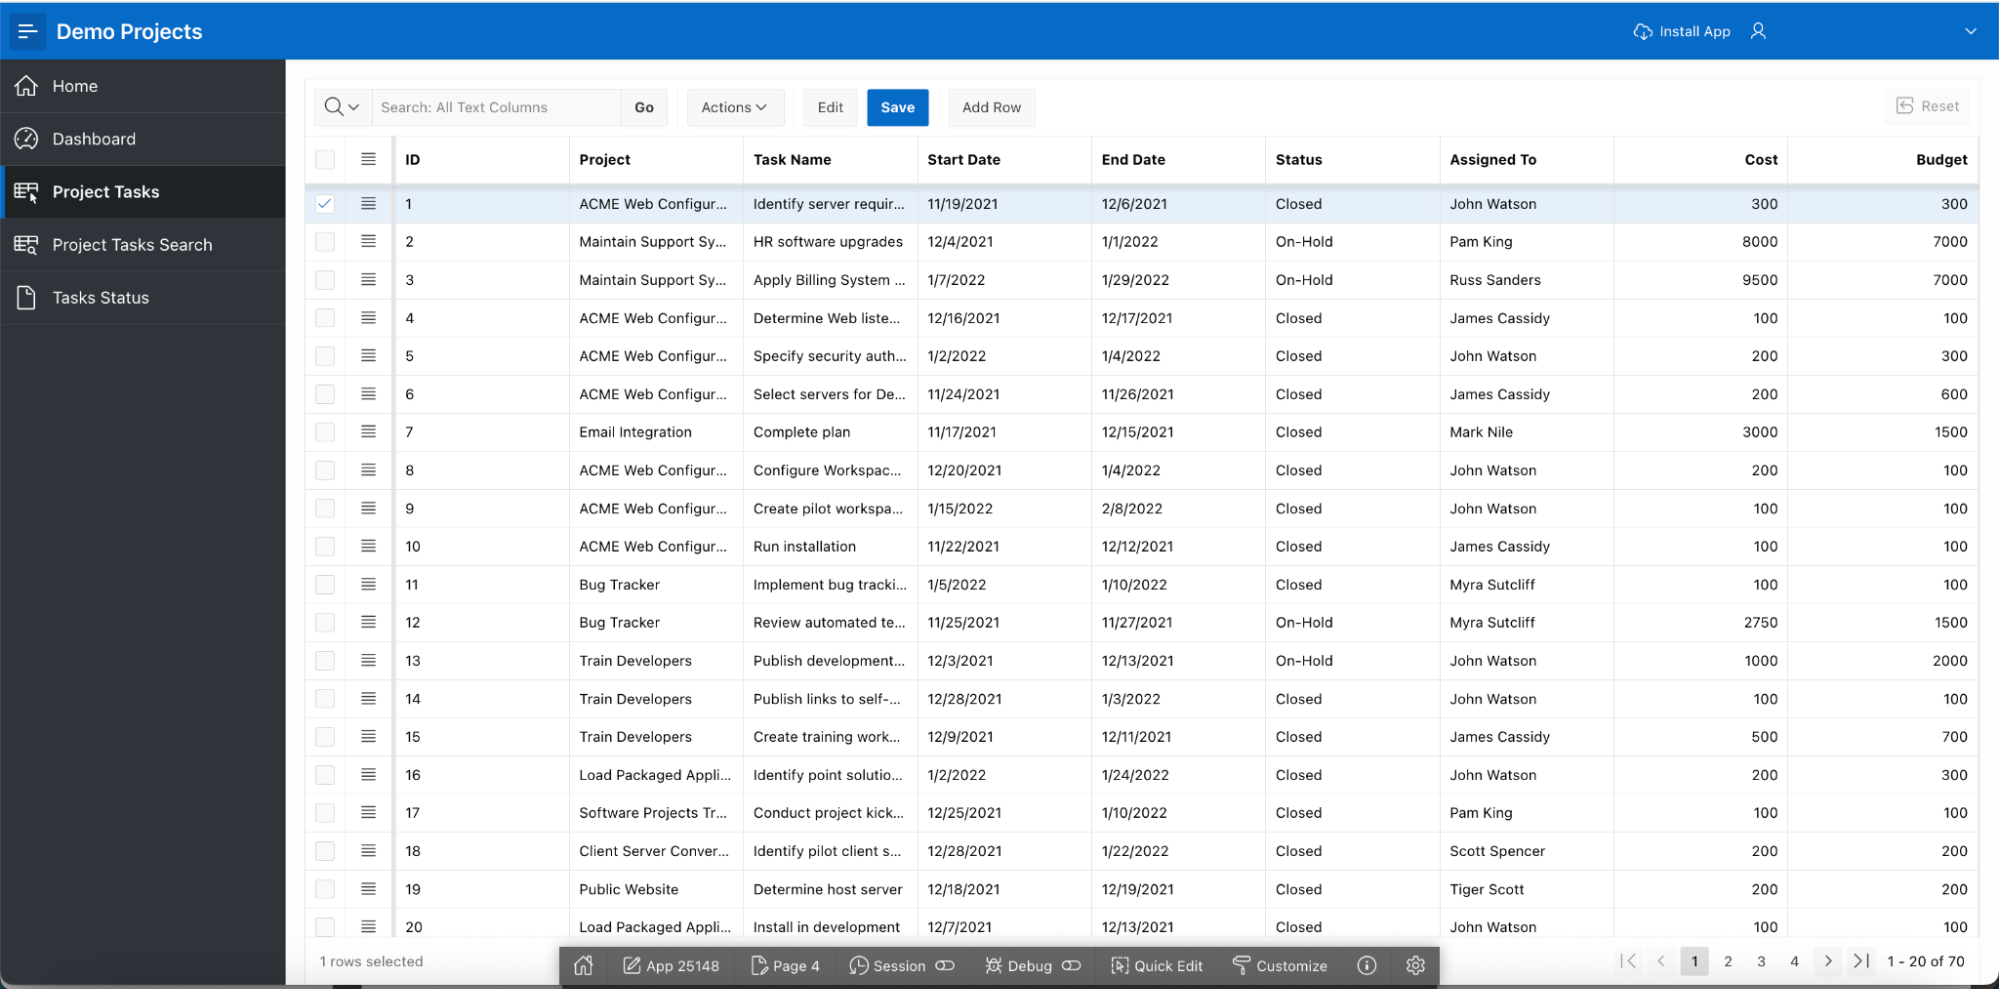 Demo Projects
Install App
Home
Dashboard
Project Tasks
Project Tasks Search
Tasks Status
Search: All Text Columns Go Actions Edit Save Add Row Reset
ID Project Task Name Start Date End Date Status Assigned To Cost Budget
1 ACME Web Configur... Identify server requir... 11/19/2021 12/6/2021 Closed John Watson 300 300
2 Maintain Support Sy... HR software upgrades 12/4/2021 1/1/2022 On-Hold Pam King 8000 7000
3 Maintain Support Sy... Apply Billing System ... 1/7/2022 1/29/2022 On-Hold Russ Sanders 9500 7000
4 ACME Web Configur... Determine Web liste... 12/16/2021 12/17/2021 Closed James Cassidy 100 100
5 ACME Web Configur... Specify security auth... 1/2/2022 1/4/2022 Closed John Watson 200 300
6 ACME Web Configur... Select servers for De... 11/24/2021 11/26/2021 Closed James Cassidy 200 600
7 Email Integration Complete plan 11/17/2021 12/15/2021 Closed Mark Nile 3000 1500
8 ACME Web Configur... Configure Workspac... 12/20/2021 1/4/2022 Closed John Watson 200 100
9 ACME Web Configur... Create pilot workspa... 1/15/2022 2/8/2022 Closed John Watson 100 100
10 ACME Web Configur... Run installation 11/22/2021 12/12/2021 Closed James Cassidy 100 100
11 Bug Tracker Implement bug tracki... 1/5/2022 1/10/2022 Closed Myra Sutcliff 100 100
12 Bug Tracker Review automated te... 11/25/2021 11/27/2021 On-Hold Myra Sutcliff 2750 1500
13 Train Developers Publish development... 12/3/2021 12/13/2021 On-Hold John Watson 1000 2000
14 Train Developers Publish links to self-... 12/28/2021 1/3/2022 Closed John Watson 100 100
15 Train Developers Create training work... 12/9/2021 12/11/2021 Closed James Cassidy 500 700
16 Load Packaged Appli... Identify point solutio... 1/2/2022 1/24/2022 Closed John Watson 200 300
17 Software Projects Tr... Conduct project kick... 12/25/2021 1/10/2022 Closed Pam King 100 100
18 Client Server Conver... Identify pilot client s... 12/28/2021 1/22/2022 Closed Scott Spencer 200 200
19 Public Website Determine host server 12/18/2021 12/19/2021 Closed Tiger Scott 200 200
20 Load Packaged Appli... Install in development 12/7/2021 12/13/2021 Closed John Watson 100 100
1 rows selected
App 25148 Page 4 Session Debug Quick Edit Customize
1 2 3 4 1 - 20 of 70